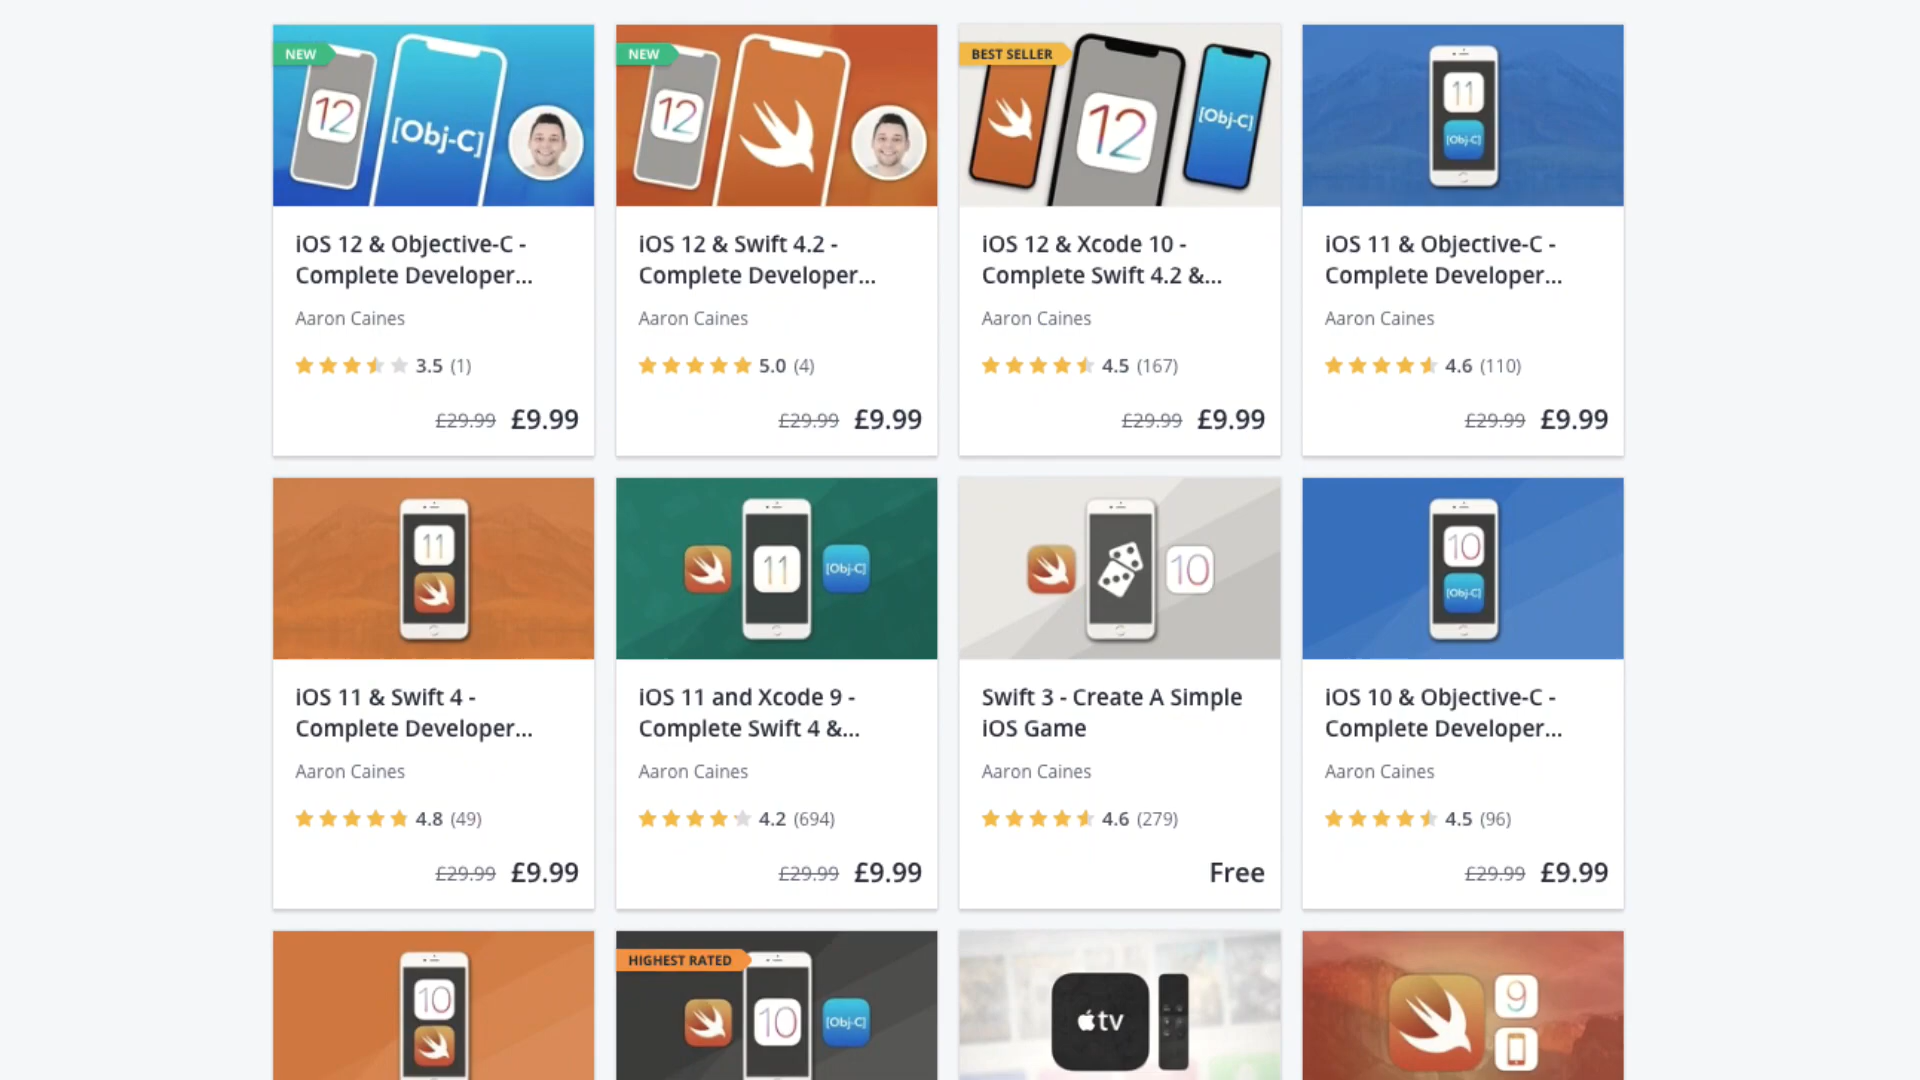 NEW
12
[Obj-C]
iOS 12 & Objective-C -
Complete Developer...
Aaron Caines
3.5 (1)
£29.99 £9.99
NEW
12
iOS 12 & Swift 4.2 -
Complete Developer...
Aaron Caines
5.0 (4)
£29.99 £9.99
BEST SELLER
12
[Obj-C]
iOS 12 & Xcode 10 -
Complete Swift 4.2 &...
Aaron Caines
4.5 (167)
£29.99 £9.99
11
[Obj-C]
iOS 11 & Objective-C -
Complete Developer...
Aaron Caines
4.6 (110)
£29.99 £9.99
11
iOS 11 & Swift 4 -
Complete Developer...
Aaron Caines
4.8 (49)
£29.99 £9.99
11
[Obj-C]
iOS 11 and Xcode 9 -
Complete Swift 4 &...
Aaron Caines
4.2 (694)
£29.99 £9.99
10
Swift 3 - Create A Simple
iOS Game
Aaron Caines
4.6 (279)
Free
10
[Obj-C]
iOS 10 & Objective-C -
Complete Developer...
Aaron Caines
4.5 (96)
£29.99 £9.99
10
HIGHEST RATED
10
[Obj-C]
tv
9